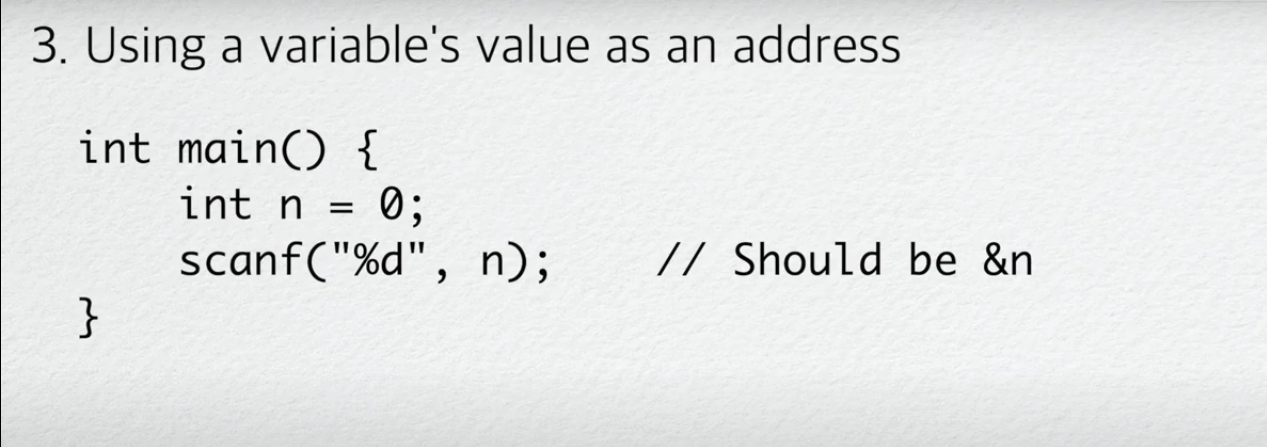 3. Using a variable's value as an address
int main() {
    int n = 0;
    scanf("%d", n);    // Should be &n
}